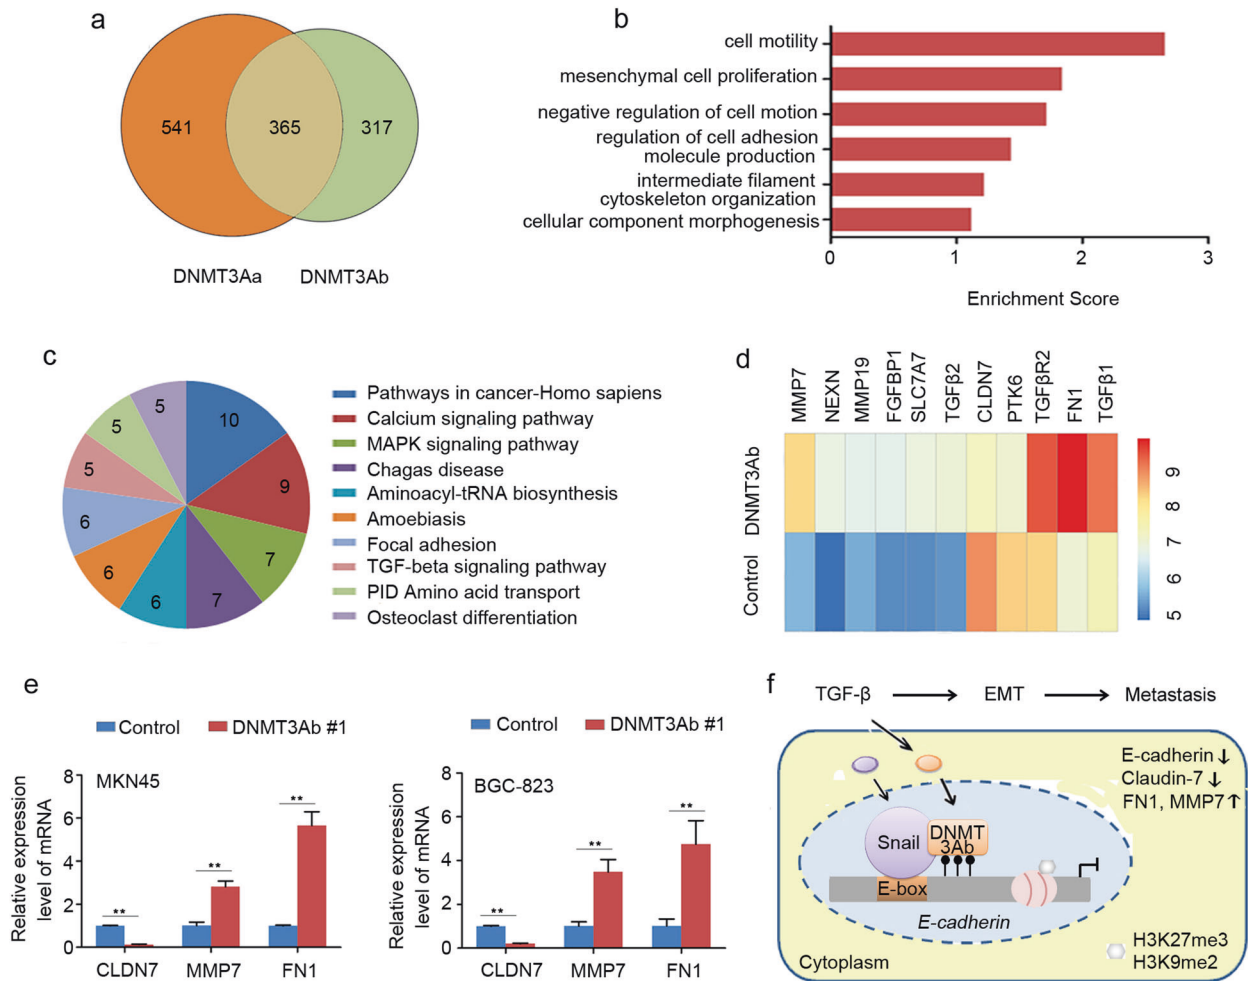 a
541
365
317
DNMT3Aa
DNMT3Ab
b
cell motility
mesenchymal cell proliferation
negative regulation of cell motion
regulation of cell adhesion
molecule production
intermediate filament
cytoskeleton organization
cellular component morphogenesis
0
1
2
3
Enrichment Score
c
10
9
7
7
6
6
6
5
5
5
Pathways in cancer-Homo sapiens
Calcium signaling pathway
MAPK signaling pathway
Chagas disease
Aminoacyl-tRNA biosynthesis
Amoebiasis
Focal adhesion
TGF-beta signaling pathway
PID Amino acid transport
Osteoclast differentiation
d
MMP7
NEXN
MMP19
FGFBP1
SLC7A7
TGFβ2
CLDN7
PTK6
TGFβR2
FN1
TGFβ1
DNMT3Ab
Control
9
8
7
6
5
e
Control
DNMT3Ab #1
Relative expression
level of mRNA
MKN45
8
6
4
2
0
**
**
**
CLDN7
MMP7
FN1
Control
DNMT3Ab #1
Relative expression
level of mRNA
BGC-823
8
6
4
2
0
**
**
**
CLDN7
MMP7
FN1
f
TGF-β
EMT
Metastasis
E-cadherin↓
Claudin-7↓
FN1, MMP7↑
Snail
DNMT
3Ab
E-box
E-cadherin
Cytoplasm
H3K27me3
H3K9me2